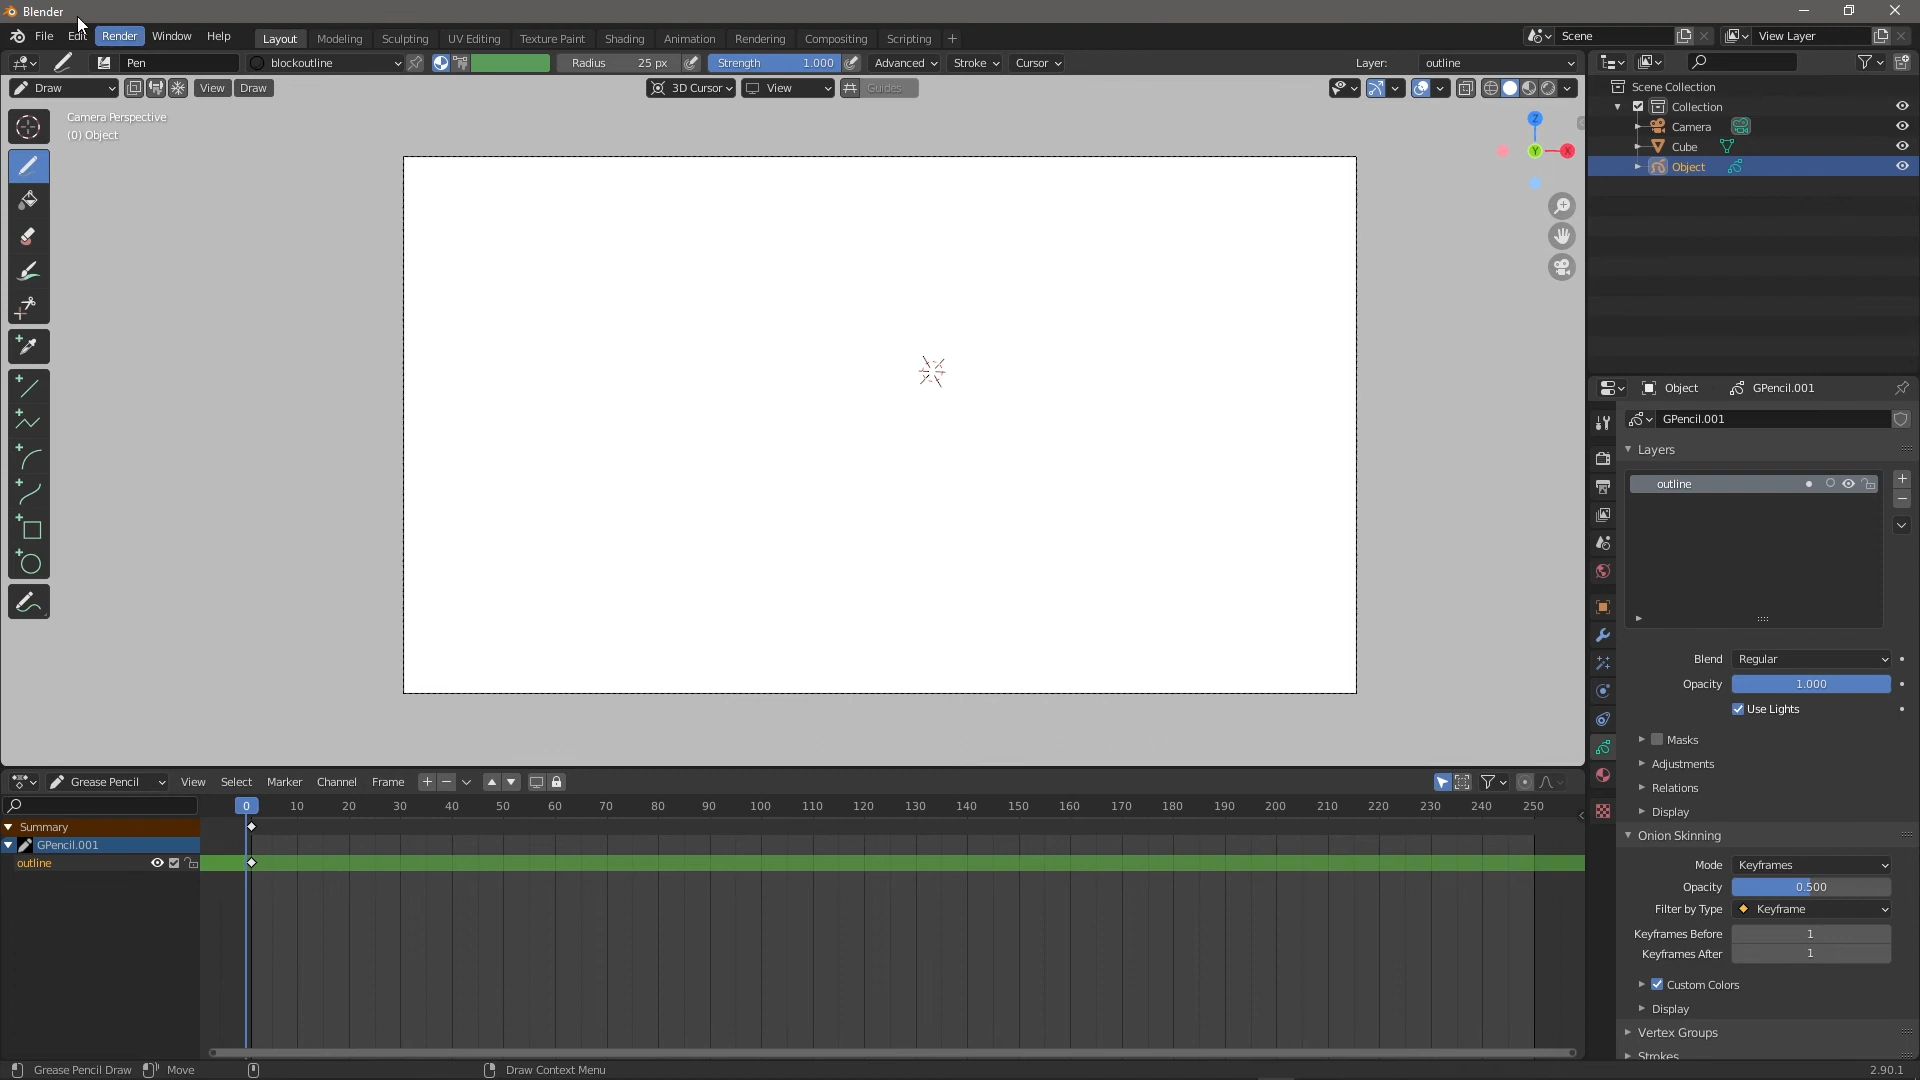 Blender
File Edit Render Window Help Layout Modeling Sculpting UV Editing Texture Paint Shading Animation Rendering Compositing Scripting + Scene View Layer
Pen blockoutline Radius 25 px Strength 1.000 Advanced Stroke Cursor Layer: outline
Draw View Draw 3D Cursor View Guides
Camera Perspective
(0) Object
Z
Y
X
Scene Collection
Collection
Camera
Cube
Object
Object GPencil.001
GPencil.001
Layers
outline
Blend Regular
Opacity 1.000
Use Lights
Masks
Adjustments
Relations
Display
Onion Skinning
Mode Keyframes
Opacity 0.500
Filter by Type Keyframe
Keyframes Before 1
Keyframes After 1
Custom Colors
Display
Vertex Groups
Strokes
Grease Pencil View Select Marker Channel Frame
0 10 20 30 40 50 60 70 80 90 100 110 120 130 140 150 160 170 180 190 200 210 220 230 240 250
Summary
GPencil.001
outline
Grease Pencil Draw Move Draw Context Menu 2.90.1